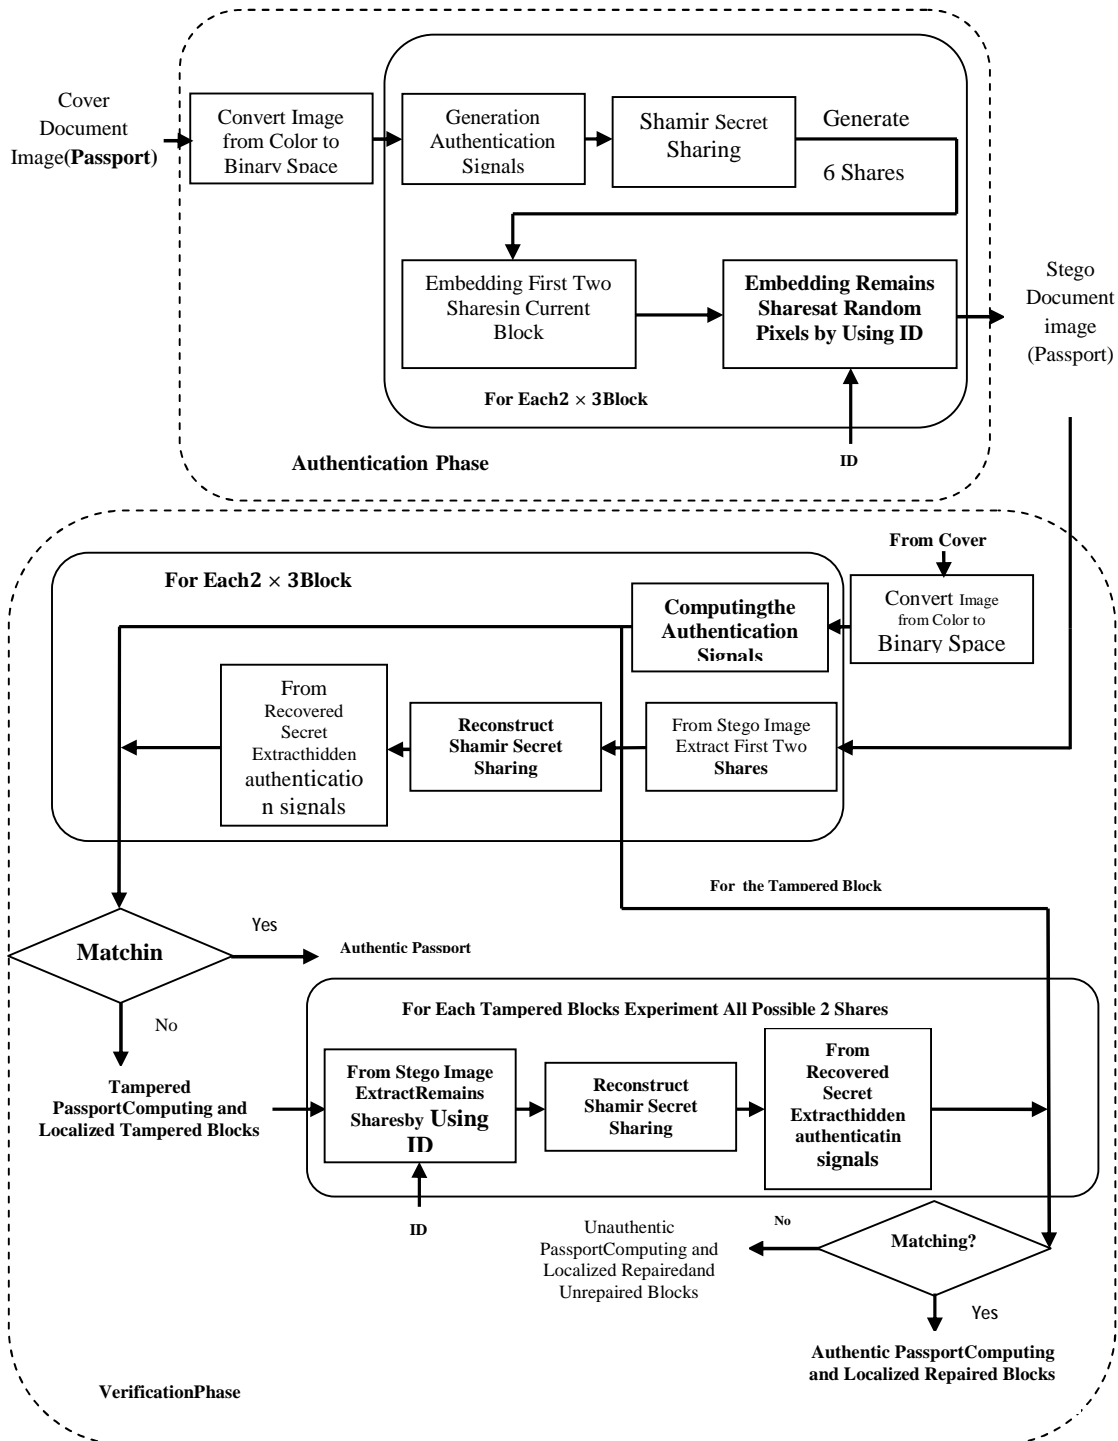 Cover
Document
Image(Passport)
Convert Image
from Color to
Binary Space
Generation
Authentication
Signals
Shamir Secret
Sharing
Generate
6 Shares
Embedding First Two
Sharesin Current
Block
Embedding Remains
Sharesat Random
Pixels by Using ID
Stego
Document
image
(Passport)
For Each2 × 3Block
ID
Authentication Phase
From Cover
For Each2 × 3Block
Computingthe
Authentication
Signals
Convert Image
from Color to
Binary Space
From
Recovered
Secret
Extracthidden
authenticatio
n signals
Reconstruct
Shamir Secret
Sharing
From Stego Image
Extract First Two
Shares
For the Tampered Block
Matchin
Yes
Authentic Passport
No
Tampered
PassportComputing and
Localized Tampered Blocks
For Each Tampered Blocks Experiment All Possible 2 Shares
From Stego Image
ExtractRemains
Sharesby Using
ID
Reconstruct
Shamir Secret
Sharing
From
Recovered
Secret
Extracthidden
authenticatin
signals
ID
Unauthentic
PassportComputing and
Localized Repairedand
Unrepaired Blocks
No
Matching?
Yes
Authentic PassportComputing
and Localized Repaired Blocks
VerificationPhase